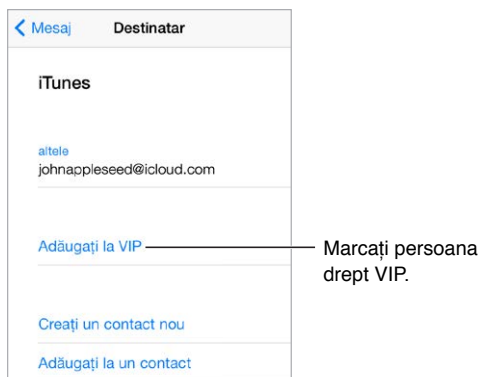 Mesaj Destinatar
iTunes
altele
johnappleseed@icloud.com
Adăugați la VIP
Marcați persoana
drept VIP.
Creați un contact nou
Adăugați la un contact